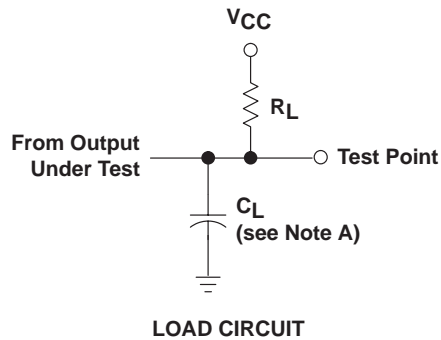 VCC
RL
From Output
Under Test
Test Point
CL
(see Note A)
LOAD CIRCUIT